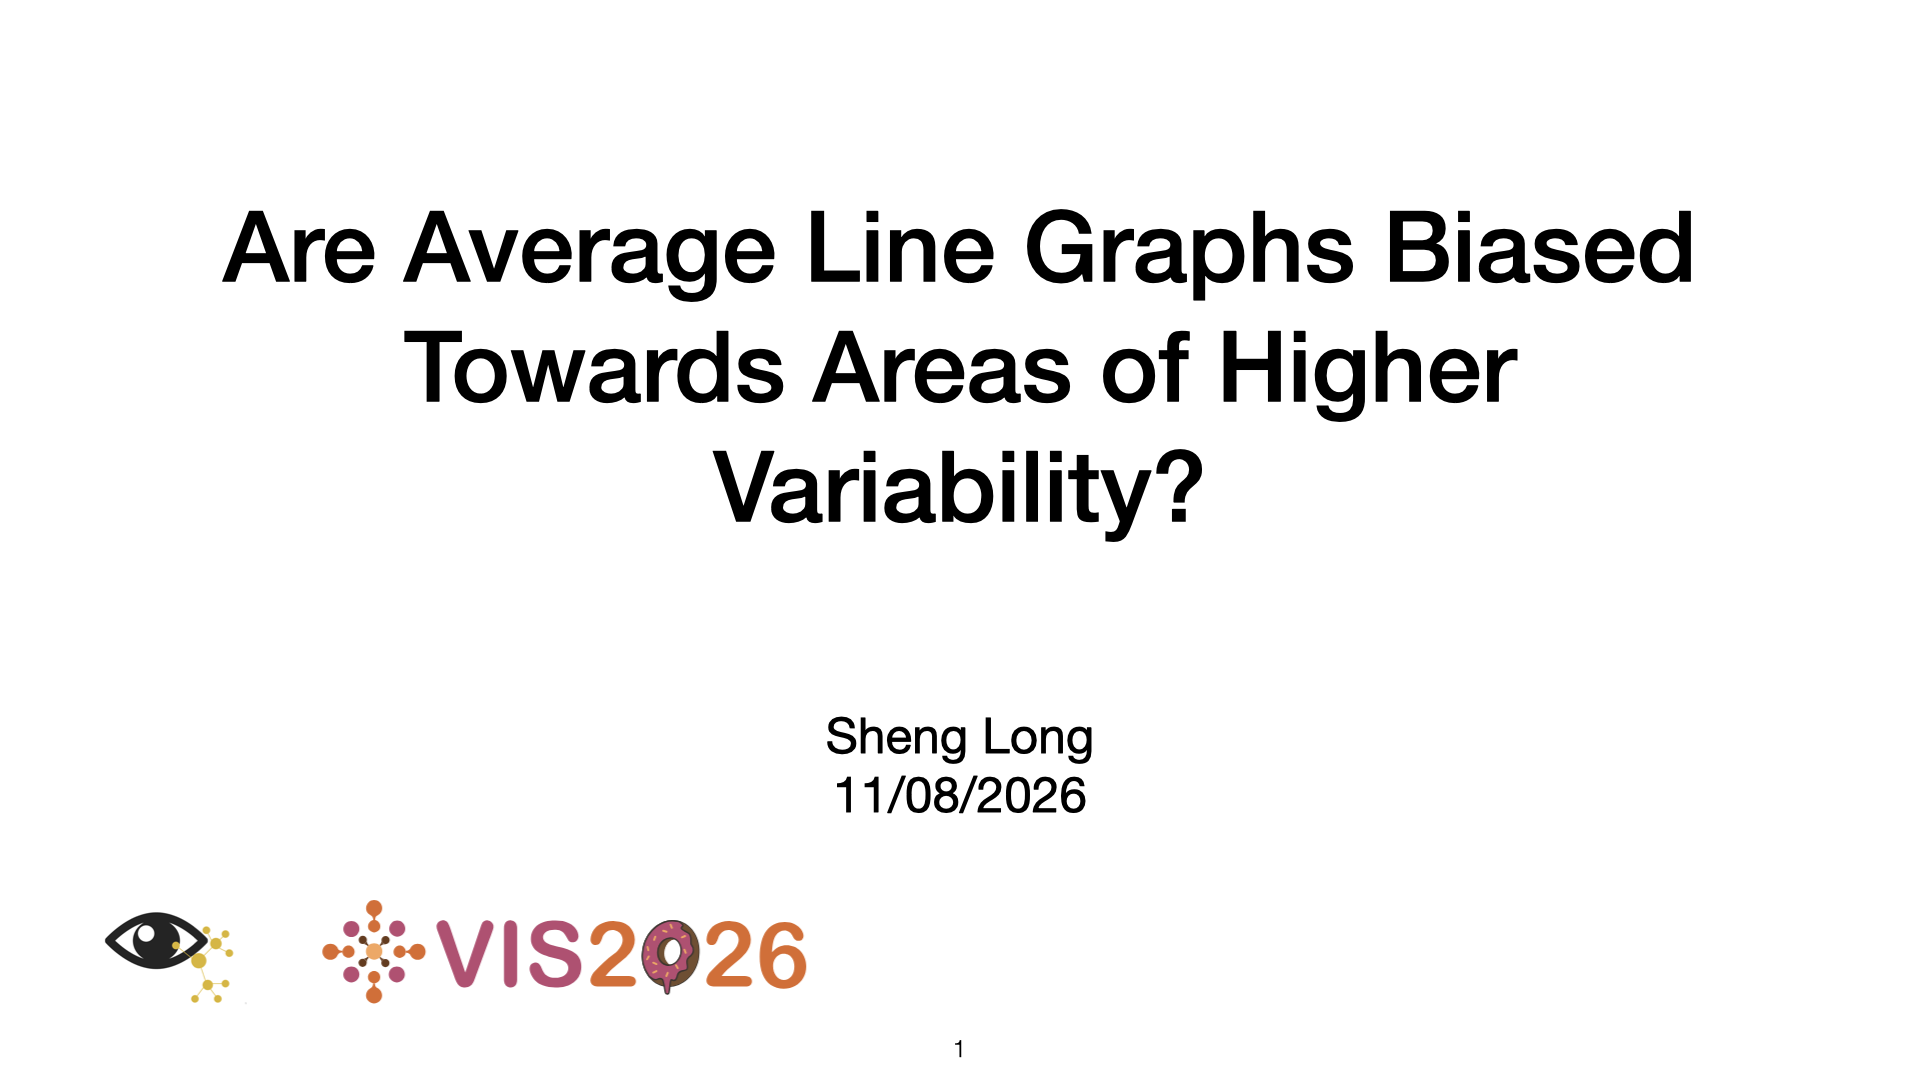 Are Average Line Graphs Biased
Towards Areas of Higher
Variability?
Sheng Long
11/08/2026
VIS2026
1